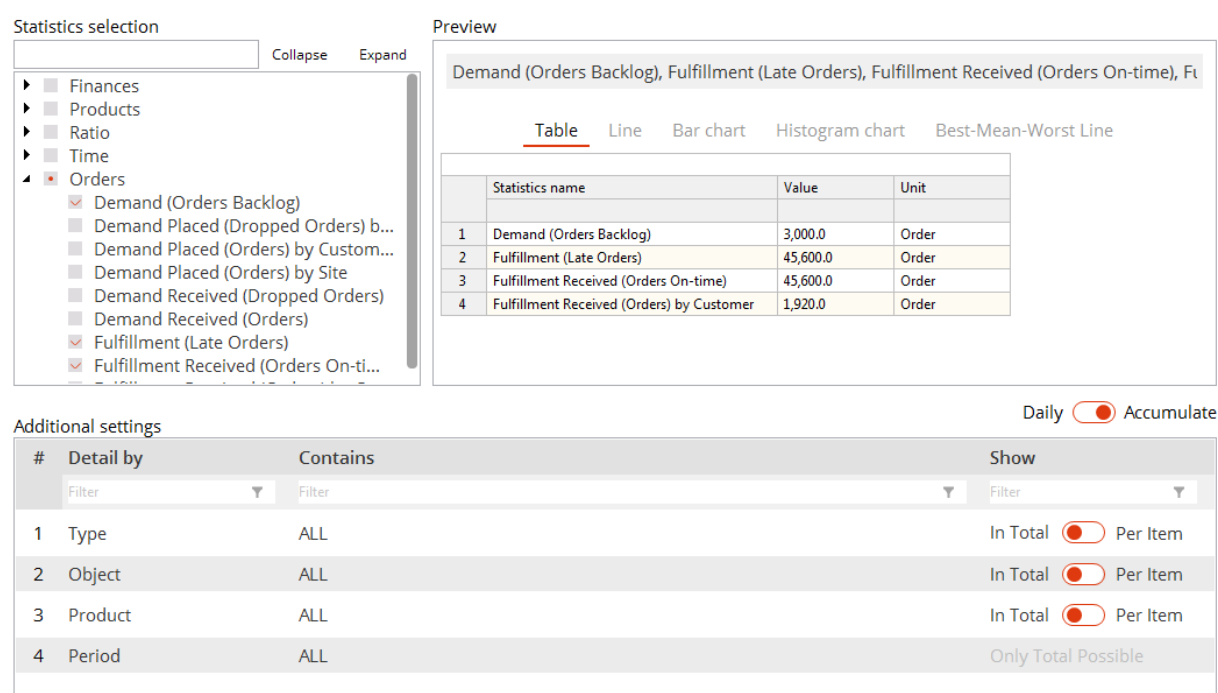 Statistics selection
Collapse Expand
Finances
Products
Ratio
Time
Orders
Demand (Orders Backlog)
Demand Placed (Dropped Orders) b...
Demand Placed (Orders) by Custom...
Demand Placed (Orders) by Site
Demand Received (Dropped Orders)
Demand Received (Orders)
Fulfillment (Late Orders)
Fulfillment Received (Orders On-ti...
Preview
Demand (Orders Backlog), Fulfillment (Late Orders), Fulfillment Received (Orders On-time), Fu
Table Line Bar chart Histogram chart Best-Mean-Worst Line
Statistics name Value Unit
1 Demand (Orders Backlog) 3,000.0 Order
2 Fulfillment (Late Orders) 45,600.0 Order
3 Fulfillment Received (Orders On-time) 45,600.0 Order
4 Fulfillment Received (Orders) by Customer 1,920.0 Order
Daily Accumulate
Additional settings
# Detail by Contains Show
Filter Filter Filter
1 Type ALL In Total Per Item
2 Object ALL In Total Per Item
3 Product ALL In Total Per Item
4 Period ALL Only Total Possible